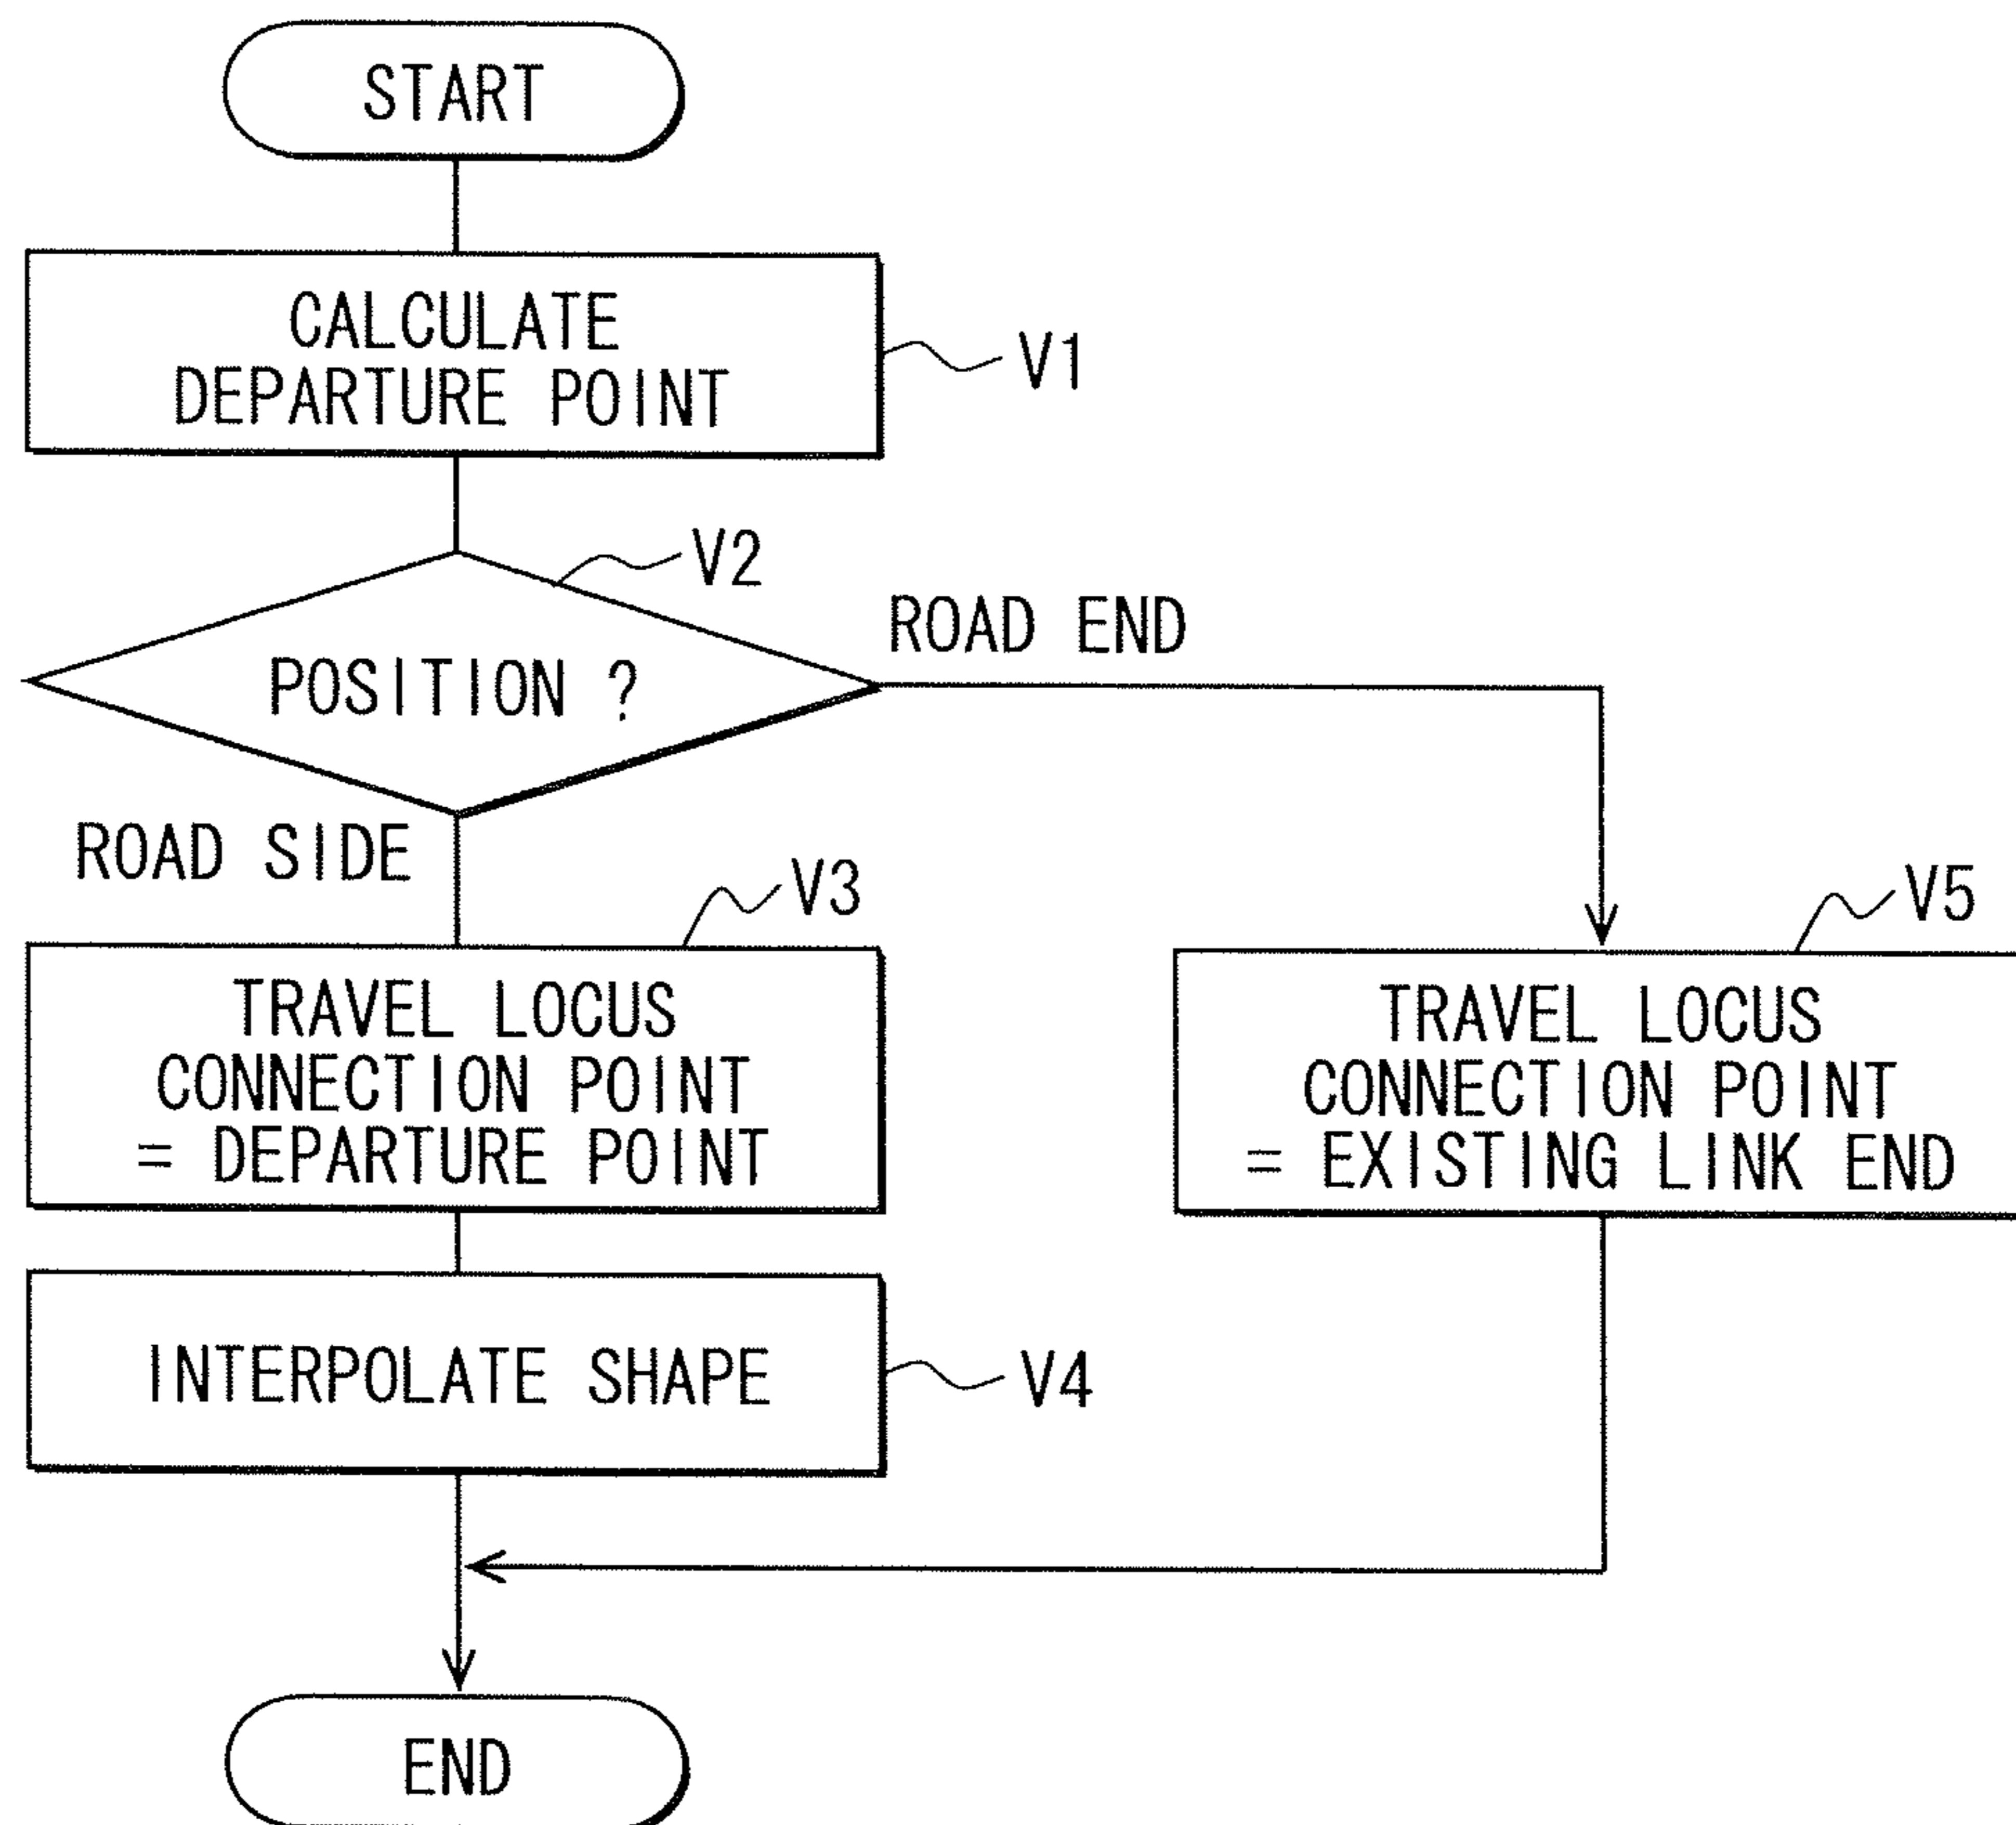 START
CALCULATE
DEPARTURE POINT
V1
V2
POSITION ?
ROAD END
ROAD SIDE
V3
TRAVEL LOCUS
CONNECTION POINT
= DEPARTURE POINT
V5
TRAVEL LOCUS
CONNECTION POINT
= EXISTING LINK END
INTERPOLATE SHAPE
V4
END